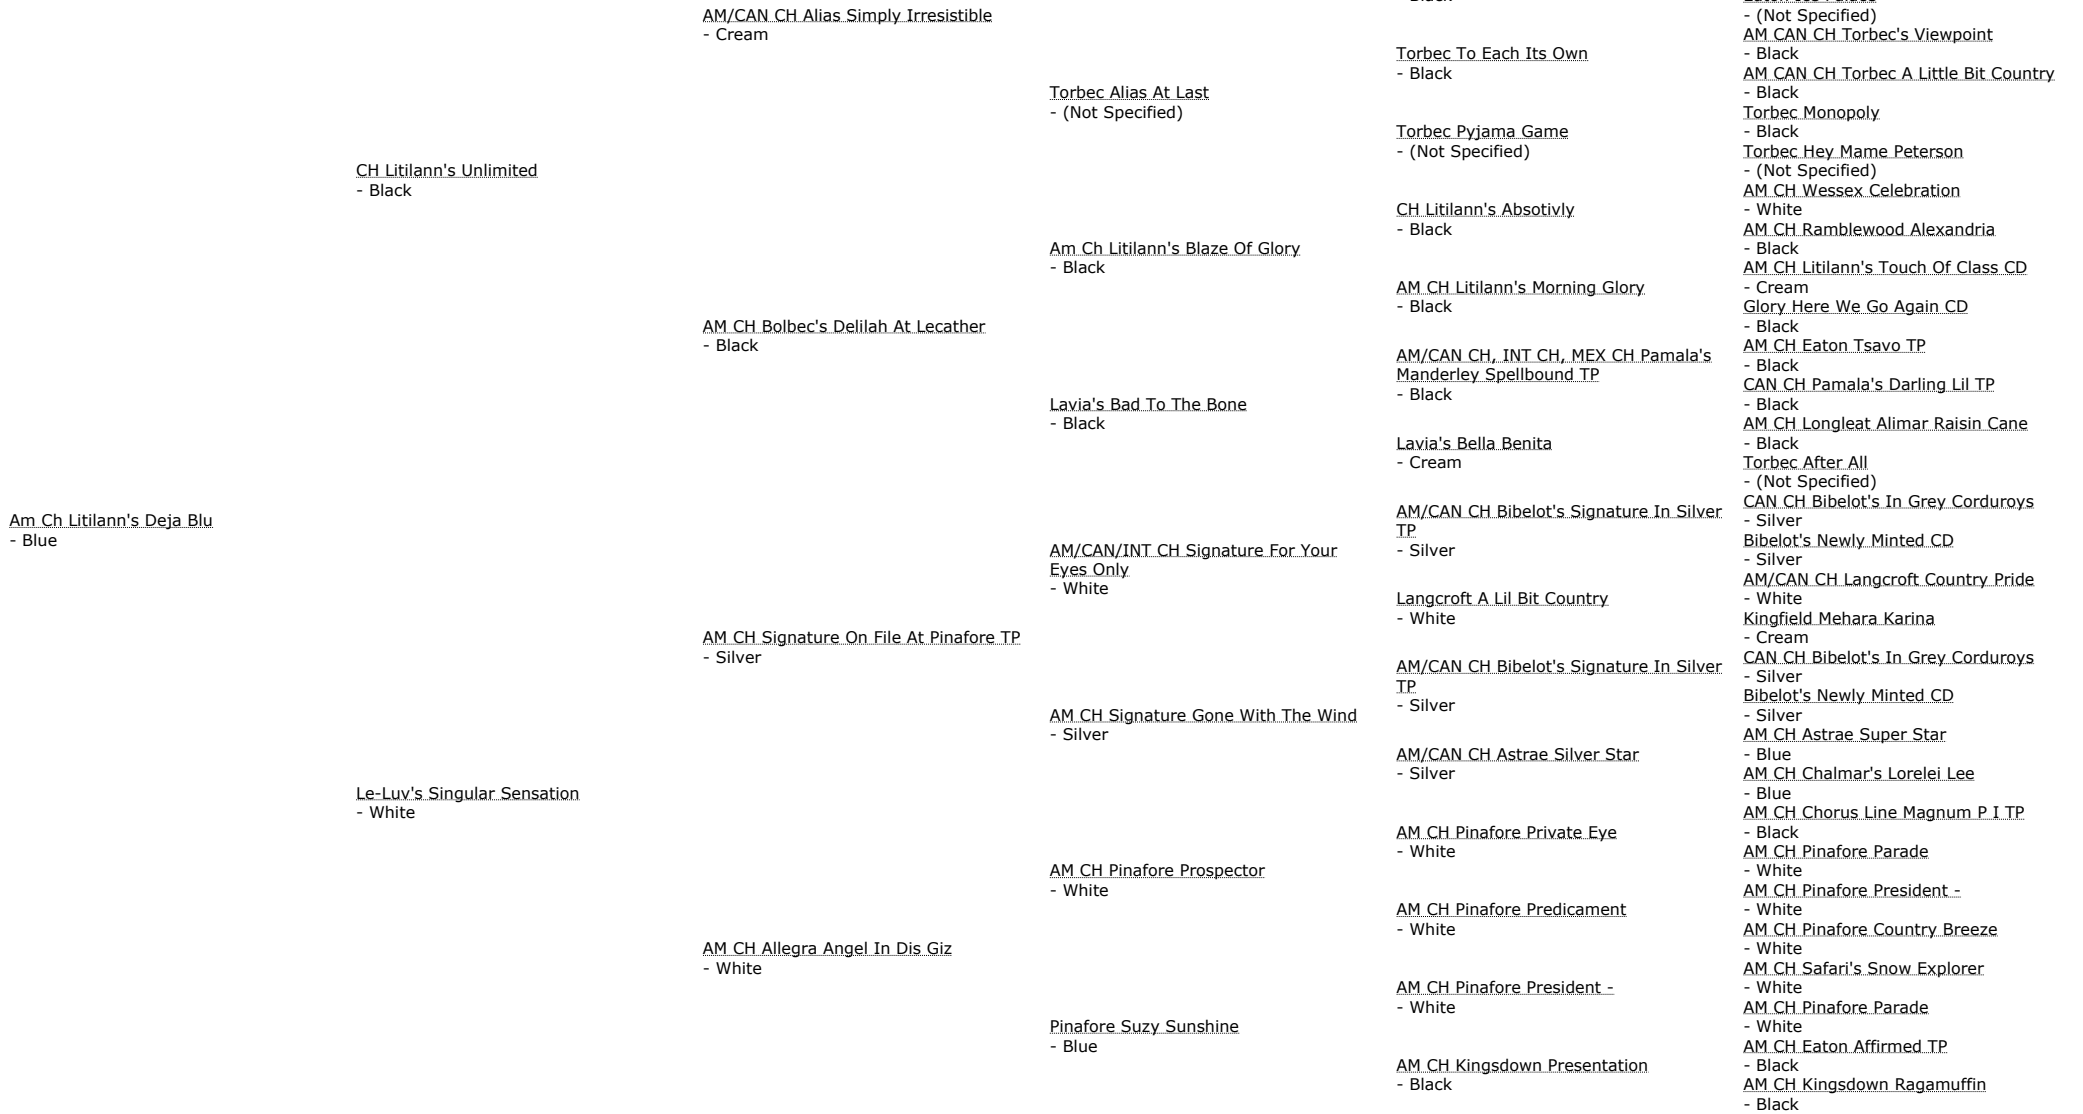 AM/CAN CH Alias Simply Irresistible
- Cream
CH Litilann's Unlimited
- Black
AM CH Bolbec's Delilah At Lecather
- Black
Am Ch Litilann's Deja Blu
- Blue
AM CH Signature On File At Pinafore TP
- Silver
Le-Luv's Singular Sensation
- White
AM CH Allegra Angel In Dis Giz
- White
Torbec Alias At Last
- (Not Specified)
Am Ch Litilann's Blaze Of Glory
- Black
Lavia's Bad To The Bone
- Black
AM/CAN/INT CH Signature For Your
Eyes Only
- White
AM CH Signature Gone With The Wind
- Silver
AM CH Pinafore Prospector
- White
Pinafore Suzy Sunshine
- Blue
Torbec To Each Its Own
- Black
Torbec Pyjama Game
- (Not Specified)
CH Litilann's Absotivly
- Black
AM CH Litilann's Morning Glory
- Black
AM/CAN CH, INT CH, MEX CH Pamala's
Manderley Spellbound TP
- Black
Lavia's Bella Benita
- Cream
AM/CAN CH Bibelot's Signature In Silver
TP
- Silver
Langcroft A Lil Bit Country
- White
AM/CAN CH Bibelot's Signature In Silver
TP
- Silver
AM/CAN CH Astrae Silver Star
- Silver
AM CH Pinafore Private Eye
- White
AM CH Pinafore Predicament
- White
AM CH Pinafore President -
- White
AM CH Kingsdown Presentation
- Black
- (Not Specified)
AM CAN CH Torbec's Viewpoint
- Black
AM CAN CH Torbec A Little Bit Country
- Black
Torbec Monopoly
- Black
Torbec Hey Mame Peterson
- (Not Specified)
AM CH Wessex Celebration
- White
AM CH Ramblewood Alexandria
- Black
AM CH Litilann's Touch Of Class CD
- Cream
Glory Here We Go Again CD
- Black
AM CH Eaton Tsavo TP
- Black
CAN CH Pamala's Darling Lil TP
- Black
AM CH Longleat Alimar Raisin Cane
- Black
Torbec After All
- (Not Specified)
CAN CH Bibelot's In Grey Corduroys
- Silver
Bibelot's Newly Minted CD
- Silver
AM/CAN CH Langcroft Country Pride
- White
Kingfield Mehara Karina
- Cream
CAN CH Bibelot's In Grey Corduroys
- Silver
Bibelot's Newly Minted CD
- Silver
AM CH Astrae Super Star
- Blue
AM CH Chalmar's Lorelei Lee
- Blue
AM CH Chorus Line Magnum P I TP
- Black
AM CH Pinafore Parade
- White
AM CH Pinafore President -
- White
AM CH Pinafore Country Breeze
- White
AM CH Safari's Snow Explorer
- White
AM CH Pinafore Parade
- White
AM CH Eaton Affirmed TP
- Black
AM CH Kingsdown Ragamuffin
- Black